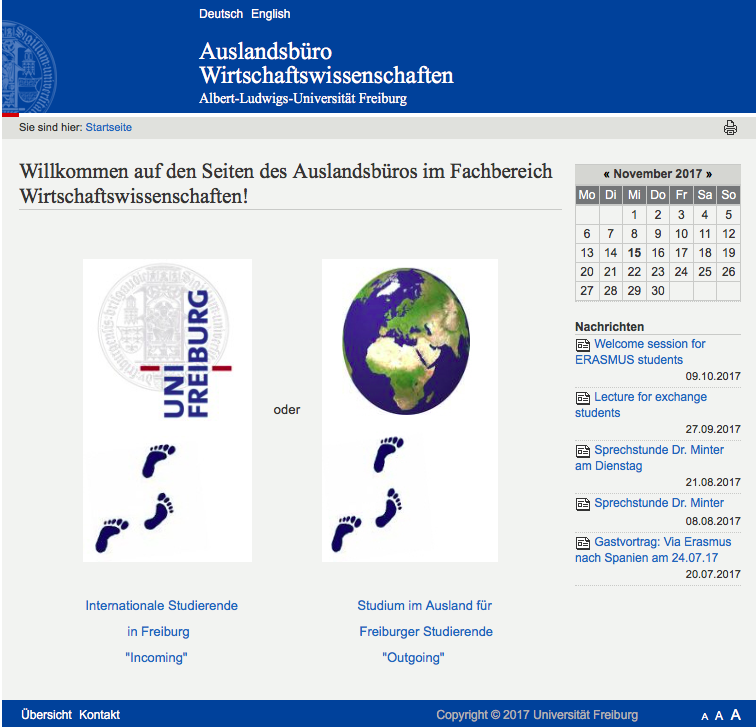 Deutsch English
Auslandsbüro
Wirtschaftswissenschaften
Albert-Ludwigs-Universität Freiburg
Sie sind hier: Startseite
Willkommen auf den Seiten des Auslandsbüros im Fachbereich
Wirtschaftswissenschaften!
UNI
FREIBURG
oder
Internationale Studierende
in Freiburg
"Incoming"
Studium im Ausland für
Freiburger Studierende
"Outgoing"
« November 2017 »
Mo Di Mi Do Fr Sa So
1 2 3 4 5
6 7 8 9 10 11 12
13 14 15 16 17 18 19
20 21 22 23 24 25 26
27 28 29 30
Nachrichten
Welcome session for
ERASMUS students
09.10.2017
Lecture for exchange
students
27.09.2017
Sprechstunde Dr. Minter
am Dienstag
21.08.2017
Sprechstunde Dr. Minter
08.08.2017
Gastvortrag: Via Erasmus
nach Spanien am 24.07.17
20.07.2017
Übersicht Kontakt
Copyright © 2017 Universität Freiburg
A A A